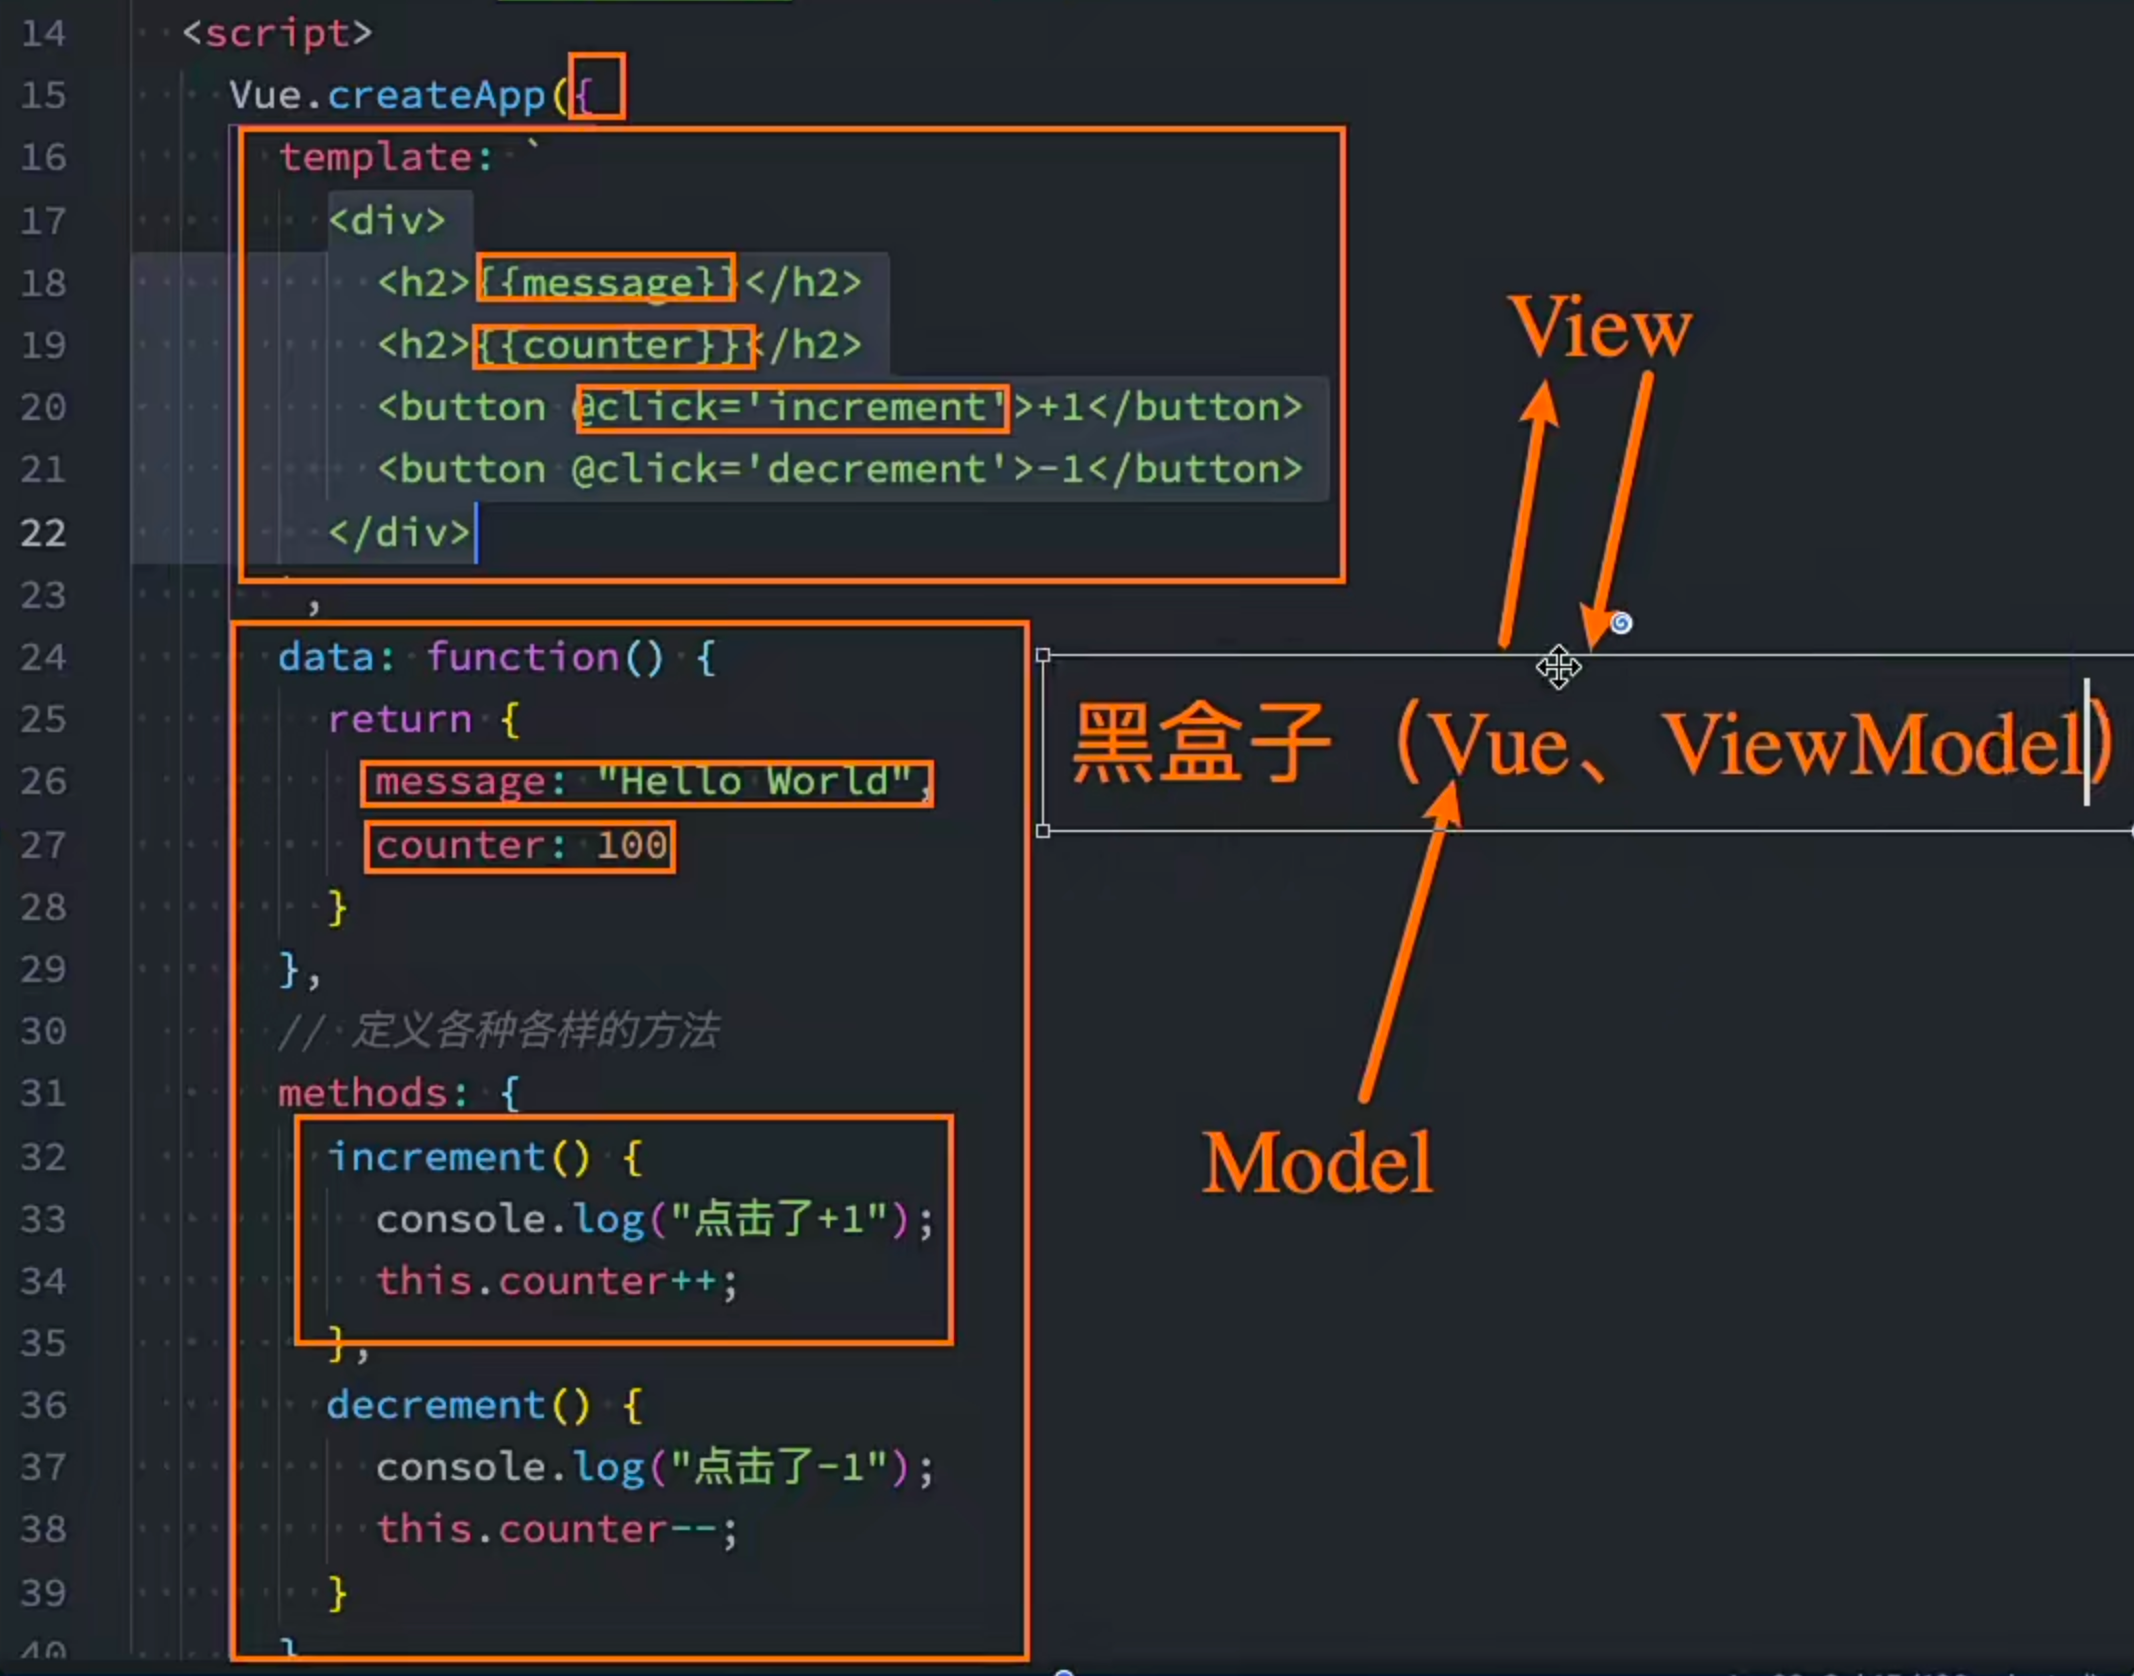 14 <script>
15 Vue.createApp({
16 template: `
17 <div>
18 <h2>{{message}}</h2>
19 <h2>{{counter}}</h2>
20 <button @click='increment'>+1</button>
21 <button @click='decrement'>-1</button>
22 </div>
23 `,
24 data: function() {
25 return {
26 message: "Hello World",
27 counter: 100
28 }
29 },
30 // 定义各种各样的方法
31 methods: {
32 increment() {
33 console.log("点击了+1");
34 this.counter++;
35 },
36 decrement() {
37 console.log("点击了-1");
38 this.counter--;
39 }
40 }
View
黑盒子（Vue、ViewModel）
Model